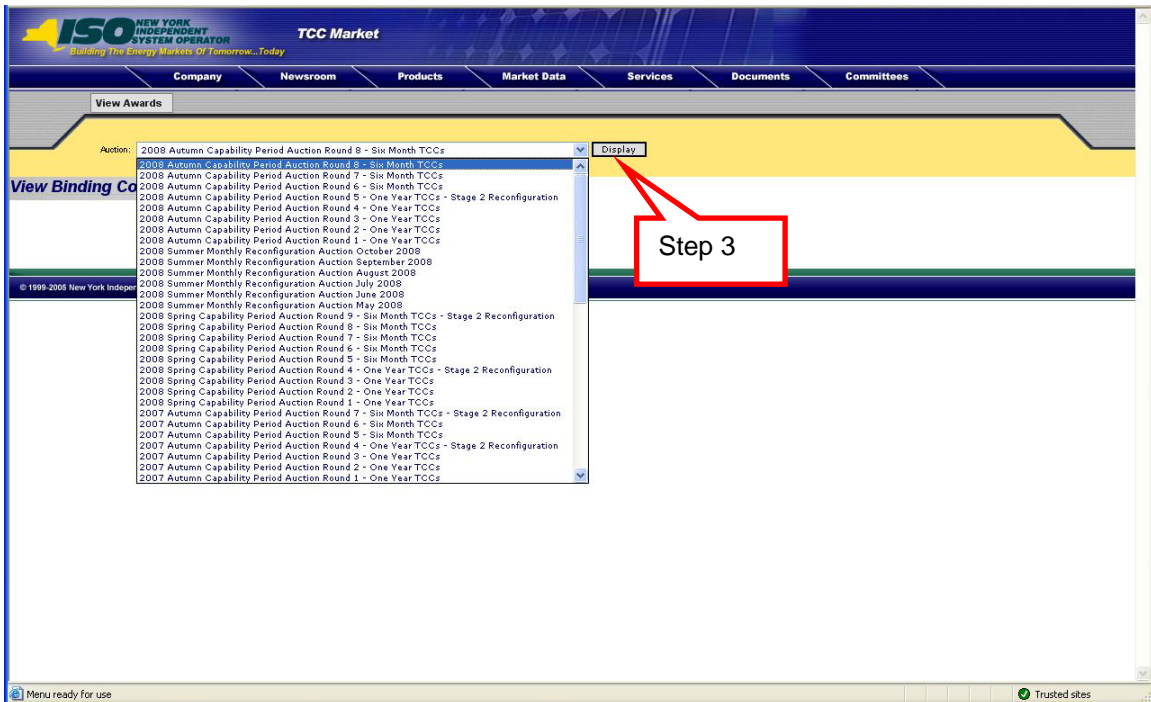 ISO NEW YORK
INDEPENDENT
SYSTEM OPERATOR
Building The Energy Markets Of Tomorrow...Today
TCC Market
Company Newsroom Products Market Data Services Documents Committees
View Awards
Auction: 2008 Autumn Capability Period Auction Round 8 - Six Month TCCs Display
2008 Autumn Capability Period Auction Round 8 - Six Month TCCs
2008 Autumn Capability Period Auction Round 7 - Six Month TCCs
2008 Autumn Capability Period Auction Round 6 - Six Month TCCs
2008 Autumn Capability Period Auction Round 5 - One Year TCCs - Stage 2 Reconfiguration
2008 Autumn Capability Period Auction Round 4 - One Year TCCs
2008 Autumn Capability Period Auction Round 3 - One Year TCCs
2008 Autumn Capability Period Auction Round 2 - One Year TCCs
2008 Autumn Capability Period Auction Round 1 - One Year TCCs
2008 Summer Monthly Reconfiguration Auction October 2008
2008 Summer Monthly Reconfiguration Auction September 2008
2008 Summer Monthly Reconfiguration Auction August 2008
2008 Summer Monthly Reconfiguration Auction July 2008
2008 Summer Monthly Reconfiguration Auction June 2008
2008 Summer Monthly Reconfiguration Auction May 2008
2008 Spring Capability Period Auction Round 9 - Six Month TCCs - Stage 2 Reconfiguration
2008 Spring Capability Period Auction Round 8 - Six Month TCCs
2008 Spring Capability Period Auction Round 7 - Six Month TCCs
2008 Spring Capability Period Auction Round 6 - Six Month TCCs
2008 Spring Capability Period Auction Round 5 - Six Month TCCs
2008 Spring Capability Period Auction Round 4 - One Year TCCs - Stage 2 Reconfiguration
2008 Spring Capability Period Auction Round 3 - One Year TCCs
2008 Spring Capability Period Auction Round 2 - One Year TCCs
2008 Spring Capability Period Auction Round 1 - One Year TCCs
2007 Autumn Capability Period Auction Round 7 - Six Month TCCs - Stage 2 Reconfiguration
2007 Autumn Capability Period Auction Round 6 - Six Month TCCs
2007 Autumn Capability Period Auction Round 5 - Six Month TCCs
2007 Autumn Capability Period Auction Round 4 - One Year TCCs - Stage 2 Reconfiguration
2007 Autumn Capability Period Auction Round 3 - One Year TCCs
2007 Autumn Capability Period Auction Round 2 - One Year TCCs
2007 Autumn Capability Period Auction Round 1 - One Year TCCs
View Binding Co
Step 3
© 1999-2005 New York Indeper
Menu ready for use
Trusted sites